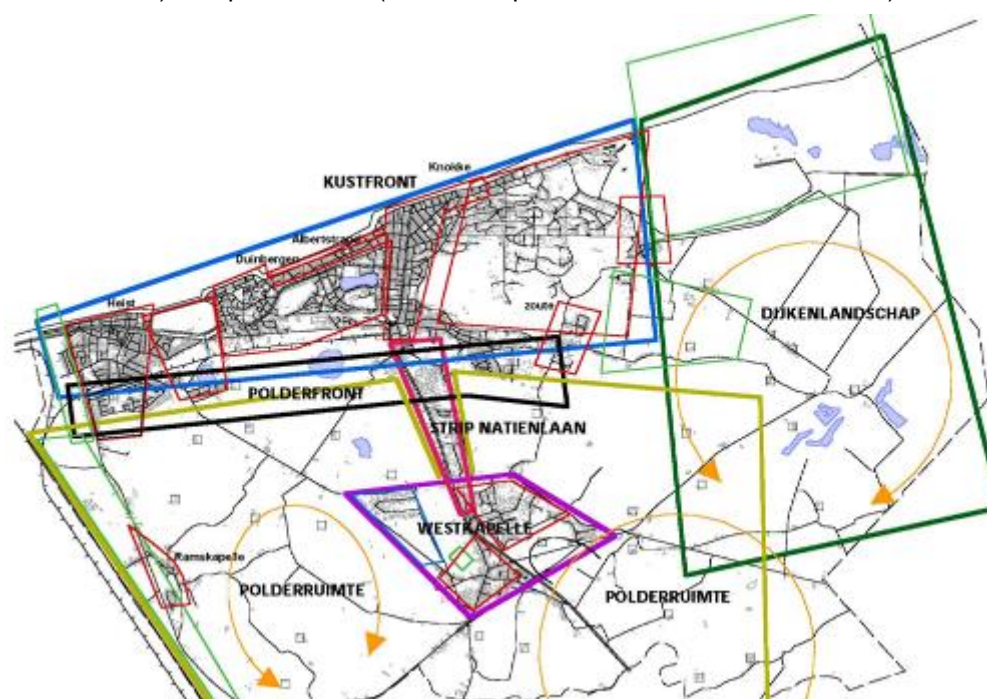 Knokke
KUSTFRONT
Albertstrand
Duinbergen
Heist
zoute
DIJKENLANDSCHAP
POLDERFRONT
STRIP NATIENLAAN
WESTKAPELLE
Ramskapelle
POLDERRUIMTE
POLDERRUIMTE